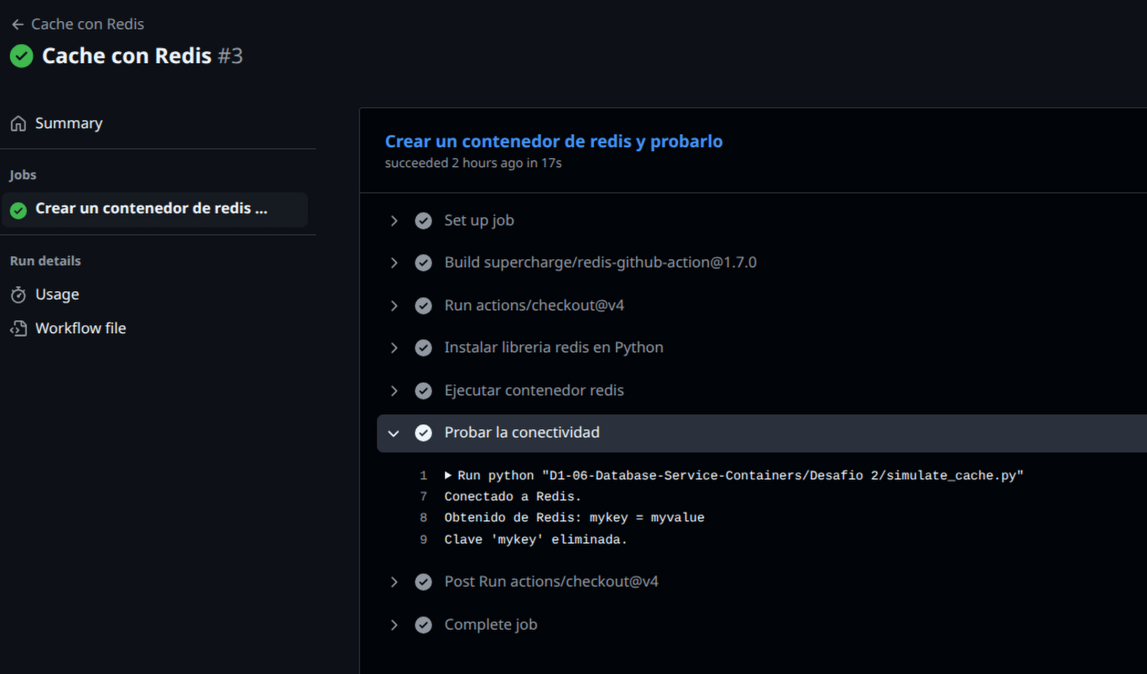 Cache con Redis
Cache con Redis #3
Summary
Jobs
Crear un contenedor de redis ...
Run details
Usage
Workflow file
Crear un contenedor de redis y probarlo
succeeded 2 hours ago in 17s
Set up job
Build supercharge/redis-github-action@1.7.0
Run actions/checkout@v4
Instalar libreria redis en Python
Ejecutar contenedor redis
Probar la conectividad
1 Run python "D1-06-Database-Service-Containers/Desafio 2/simulate_cache.py"
7 Conectado a Redis.
8 Obtenido de Redis: mykey = myvalue
9 Clave 'mykey' eliminada.
Post Run actions/checkout@v4
Complete job